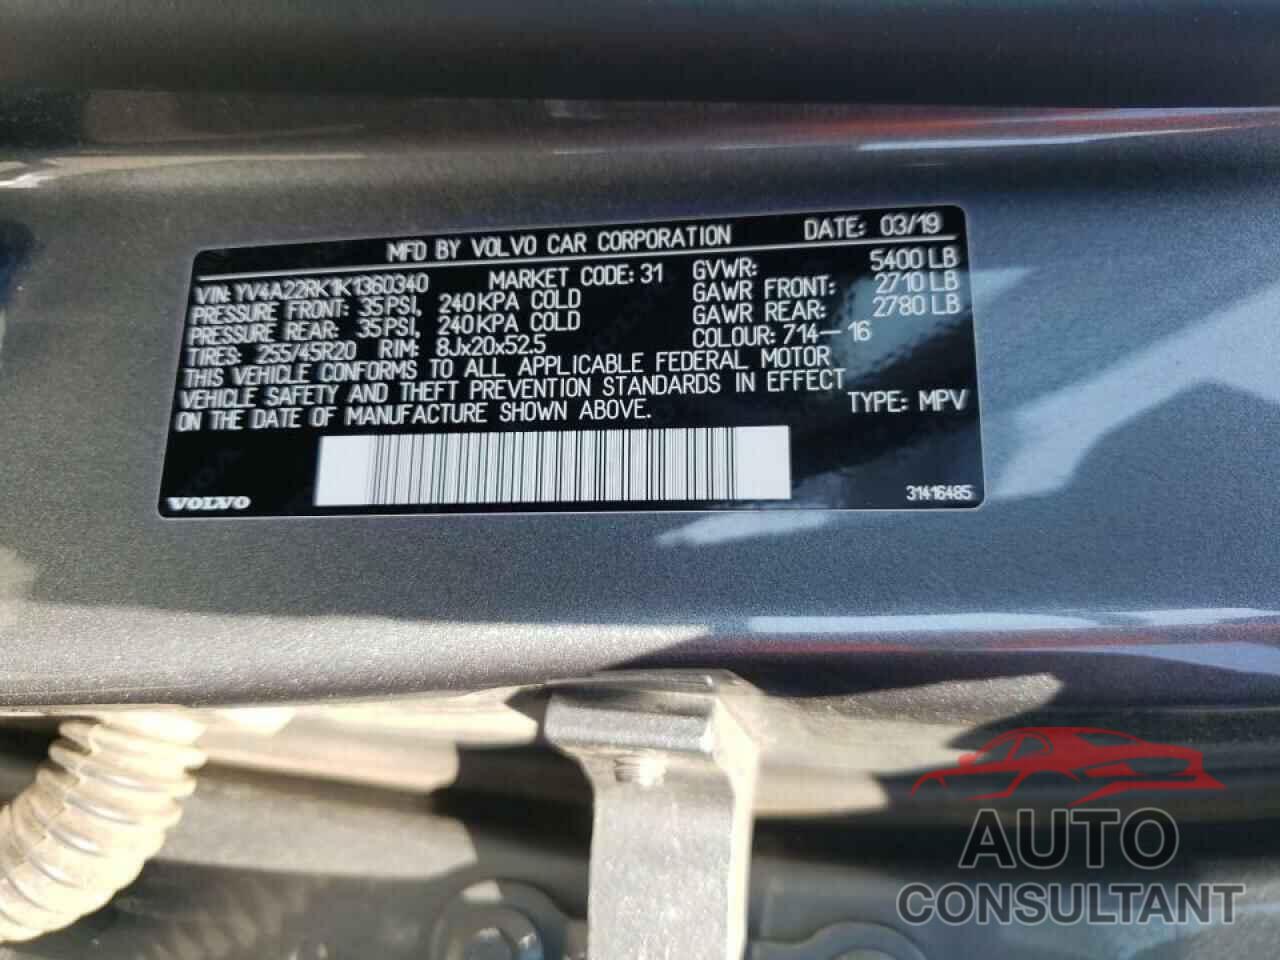 MFD BY VOLVO CAR CORPORATION DATE: 03/19
VIN: YV4A22RK1K1360340 MARKET CODE: 31
PRESSURE FRONT: 35 PSI, 240 KPA COLD
PRESSURE REAR: 35 PSI, 240 KPA COLD
TIRES: 255/45R20 RIM: 8Jx20x52.5
GVWR: 5400 LB
GAWR FRONT: 2710 LB
GAWR REAR: 2780 LB
COLOUR: 714-16
THIS VEHICLE CONFORMS TO ALL APPLICABLE FEDERAL MOTOR
VEHICLE SAFETY AND THEFT PREVENTION STANDARDS IN EFFECT
ON THE DATE OF MANUFACTURE SHOWN ABOVE.
TYPE: MPV
VOLVO
31416485
AUTO
CONSULTANT